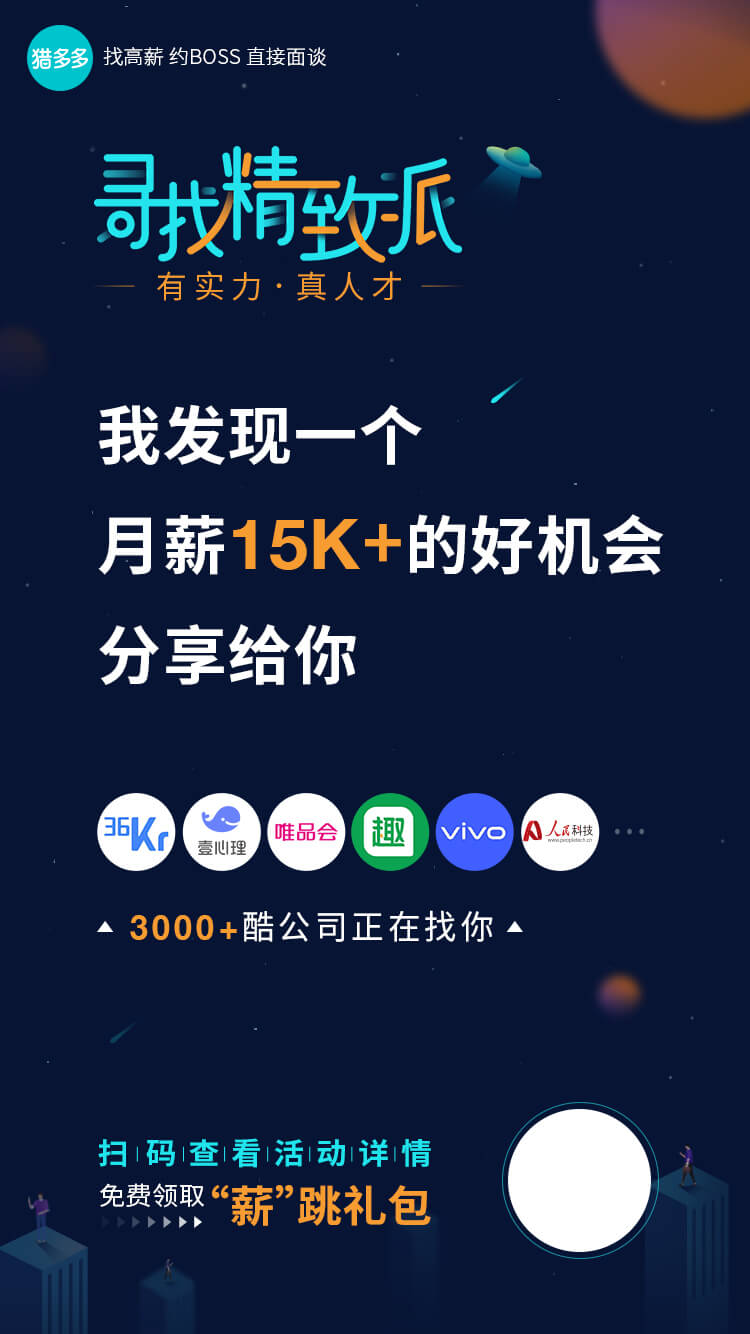 猎多多
找高薪 约BOSS 直接面谈
寻找精致派
有实力·真人才
我发现一个
月薪15K+的好机会
分享给你
36Kr
壹心理
唯品会
趣
vivo
人民科技
www.peopletech.cn
3000+酷公司正在找你
扫码查看活动详情
免费领取“薪”跳礼包